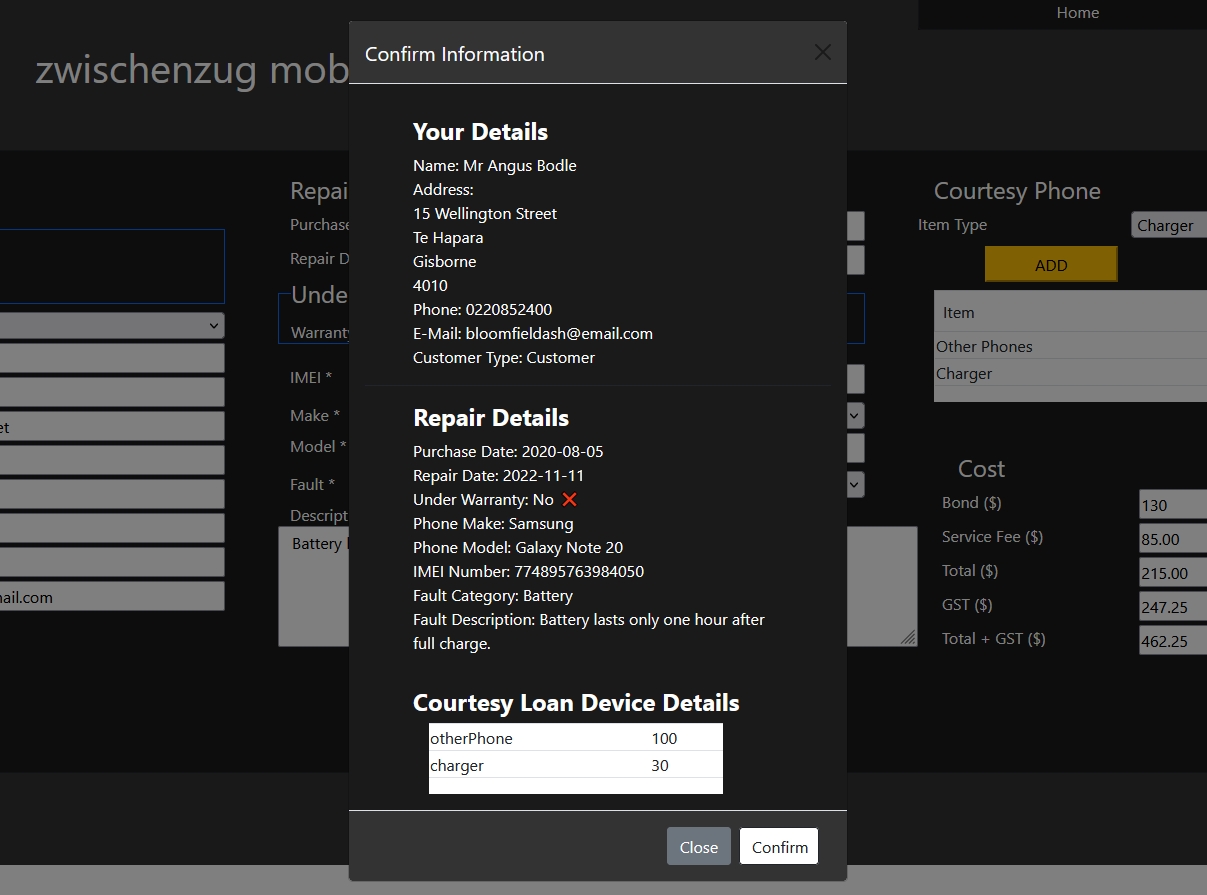 Home
zwischenzug mob
Confirm Information
Your Details
Name: Mr Angus Bodle
Address:
15 Wellington Street
Te Hapara
Gisborne
4010
Phone: 0220852400
E-Mail: bloomfieldash@email.com
Customer Type: Customer
Repair Details
Purchase Date: 2020-08-05
Repair Date: 2022-11-11
Under Warranty: No ❌
Phone Make: Samsung
Phone Model: Galaxy Note 20
IMEI Number: 774895763984050
Fault Category: Battery
Fault Description: Battery lasts only one hour after
full charge.
Courtesy Loan Device Details
otherPhone 100
charger 30
Close Confirm
et
ail.com
Repai
Purchase
Repair D
Unde
Warranty
IMEI *
Make *
Model *
Fault *
Descript
Battery
Courtesy Phone
Item Type Charger
ADD
Item
Other Phones
Charger
Cost
Bond ($) 130
Service Fee ($) 85.00
Total ($) 215.00
GST ($) 247.25
Total + GST ($) 462.25